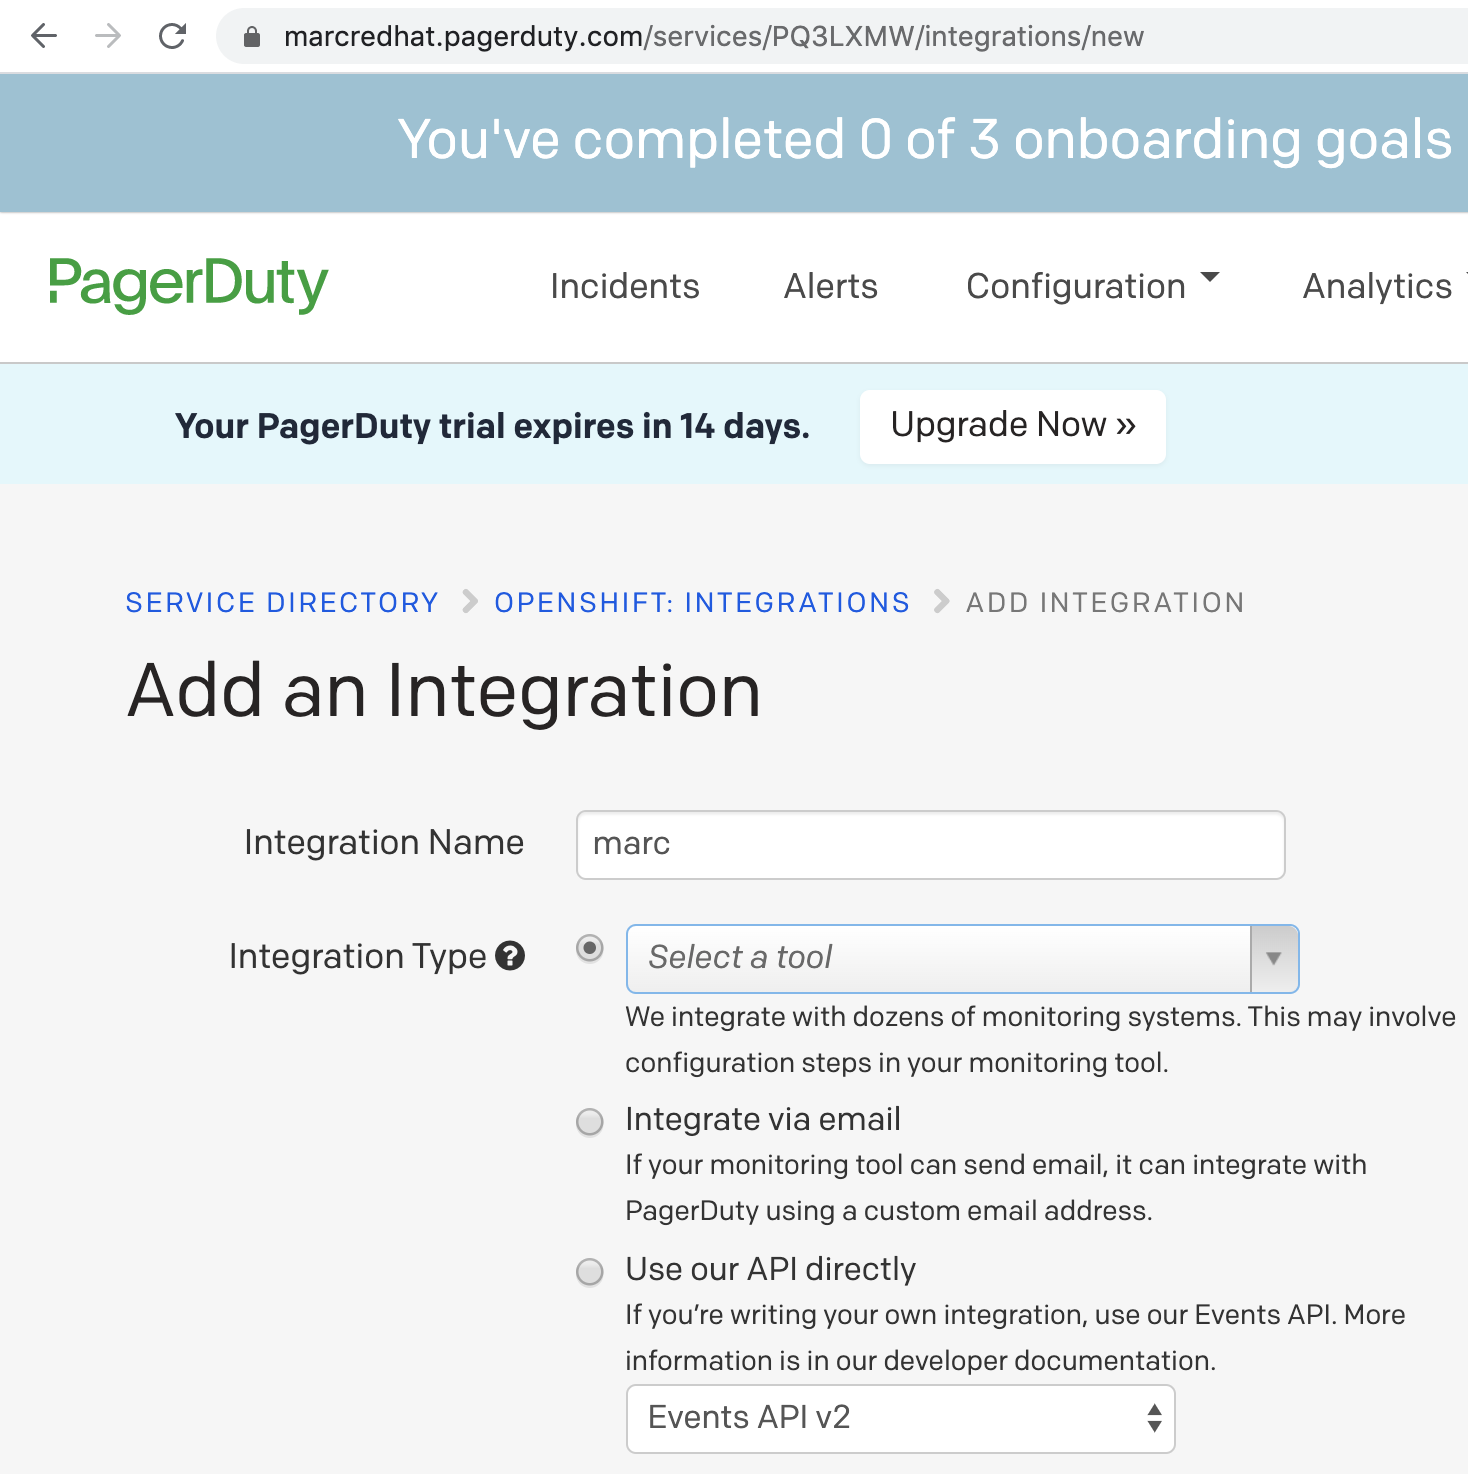 marcredhat.pagerduty.com/services/PQ3LXMW/integrations/new
You've completed 0 of 3 onboarding goals
PagerDuty
Incidents Alerts Configuration Analytics
Your PagerDuty trial expires in 14 days. Upgrade Now »
SERVICE DIRECTORY OPENSHIFT: INTEGRATIONS ADD INTEGRATION
Add an Integration
Integration Name marc
Integration Type ? Select a tool
We integrate with dozens of monitoring systems. This may involve
configuration steps in your monitoring tool.
Integrate via email
If your monitoring tool can send email, it can integrate with
PagerDuty using a custom email address.
Use our API directly
If you’re writing your own integration, use our Events API. More
information is in our developer documentation.
Events API v2